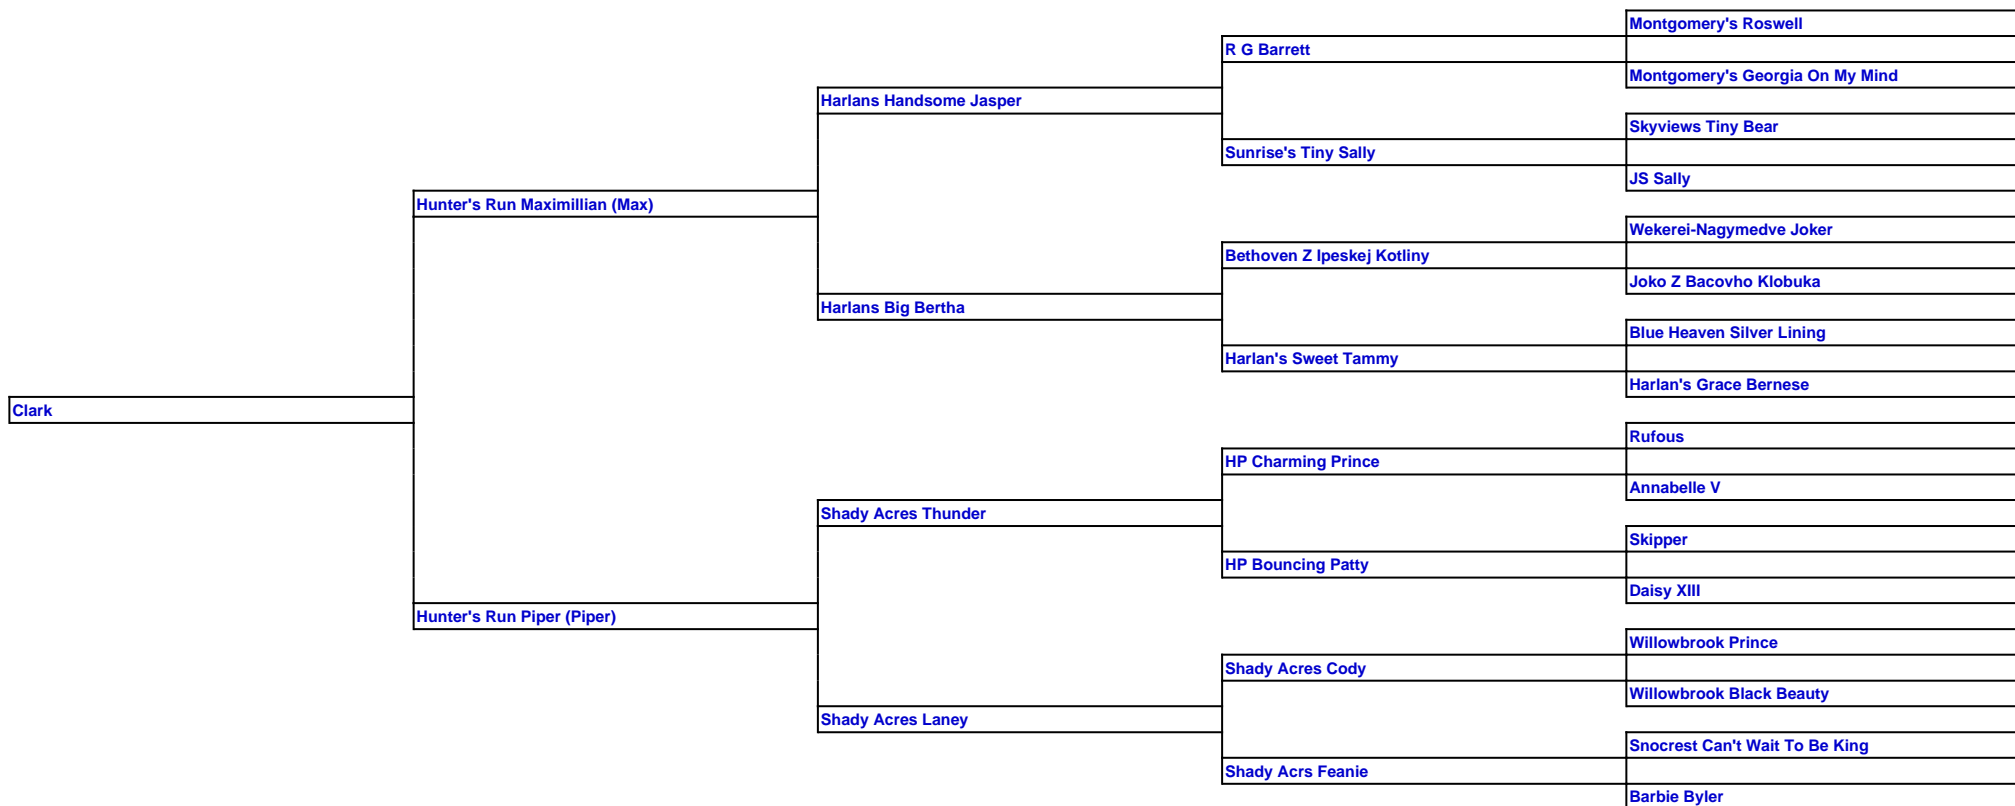 Montgomery's Roswell
R G Barrett
Montgomery's Georgia On My Mind
Harlans Handsome Jasper
Skyviews Tiny Bear
Sunrise's Tiny Sally
JS Sally
Hunter's Run Maximillian (Max)
Wekerei-Nagymedve Joker
Bethoven Z Ipeskej Kotliny
Joko Z Bacovho Klobuka
Harlans Big Bertha
Blue Heaven Silver Lining
Harlan's Sweet Tammy
Harlan's Grace Bernese
Clark
Rufous
HP Charming Prince
Annabelle V
Shady Acres Thunder
Skipper
HP Bouncing Patty
Daisy XIII
Hunter's Run Piper (Piper)
Willowbrook Prince
Shady Acres Cody
Willowbrook Black Beauty
Shady Acres Laney
Snocrest Can't Wait To Be King
Shady Acrs Feanie
Barbie Byler